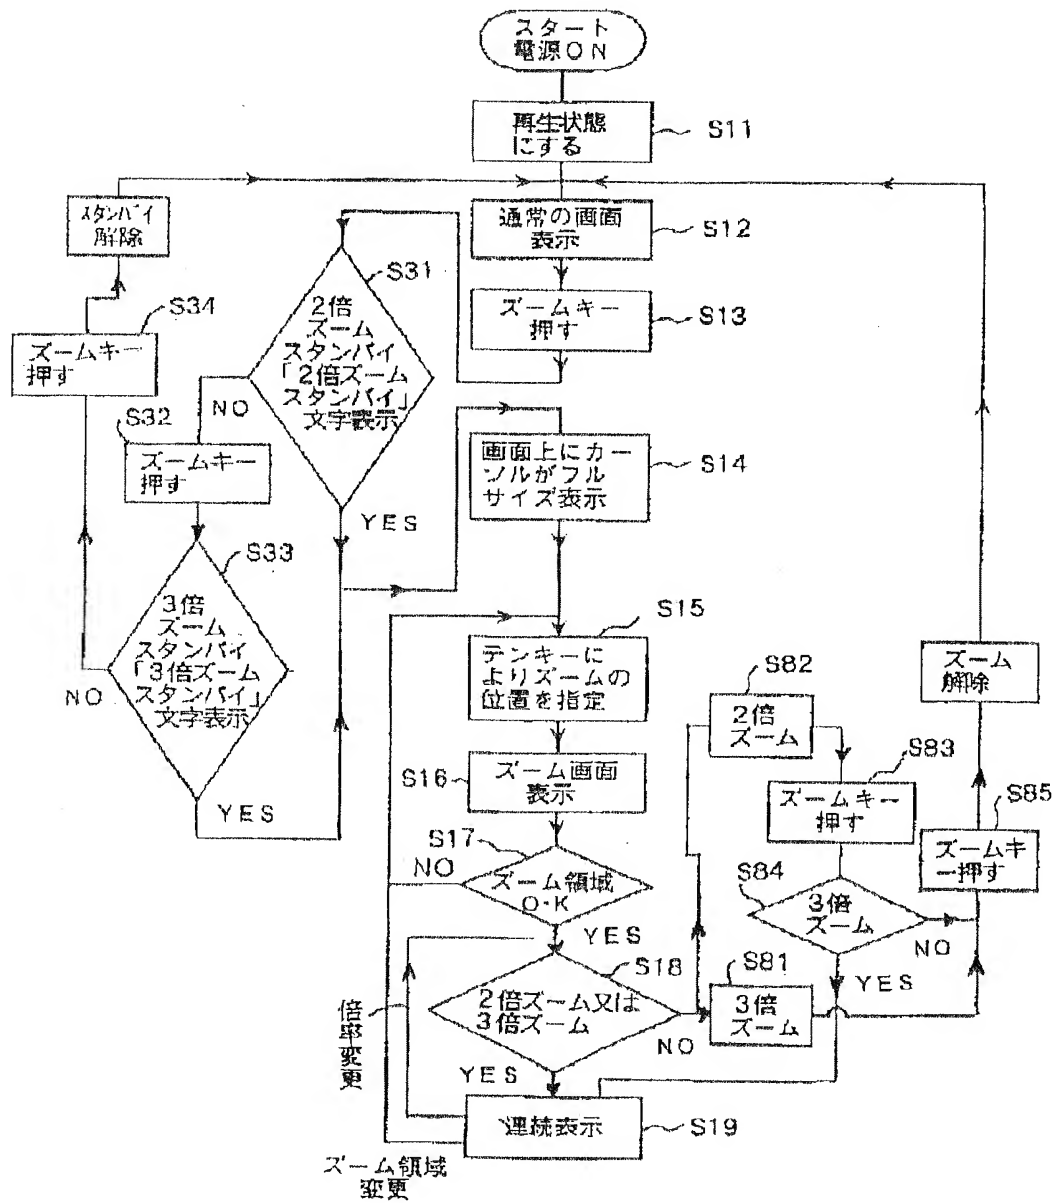 スタート
電源ON
再生状態
にする
S11
スタンバイ
解除
通常の画面
表示
S12
S31
S34
ズームキー
押す
S13
2倍
ズーム
スタンバイ
「2倍ズーム
スタンバイ」
文字表示
ズームキー
押す
NO
S32
ズームキー
押す
画面上にカー
ソルがフル
サイズ表示
S14
YES
S33
3倍
ズーム
スタンバイ
「3倍ズーム
スタンバイ」
文字表示
NO
YES
S15
テンキーに
よりズームの
位置を指定
S82
2倍
ズーム
ズーム
解除
S16
ズーム画面
表示
S83
ズームキー
押す
S85
ズームキ
ー押す
S17
NO
ズーム領域
O・K
YES
S84
3倍
ズーム
NO
YES
S18
2倍ズーム又は
3倍ズーム
NO
S81
3倍
ズーム
倍率変更
YES
連続表示
S19
ズーム領域
変更